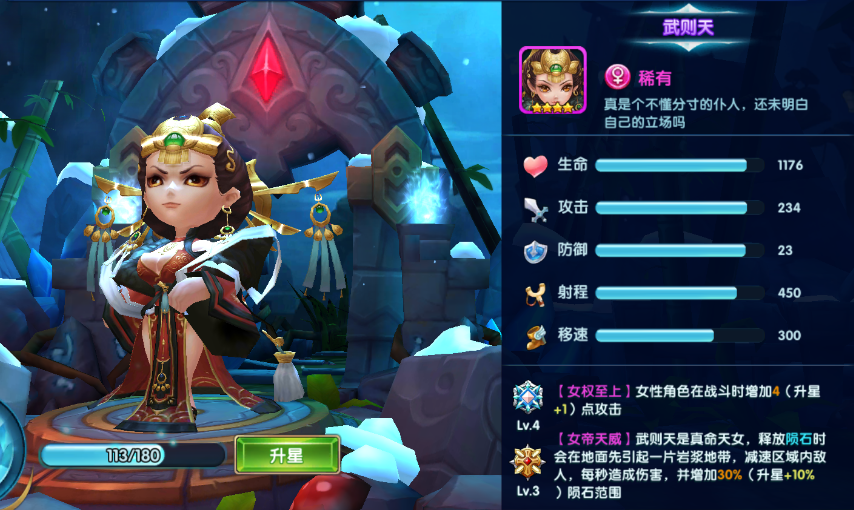 武则天
稀有
真是个不懂分寸的仆人，还未明白
自己的立场吗
生命 1176
攻击 234
防御 23
射程 450
移速 300
【女权至上】女性角色在战斗时增加4（升星
+1）点攻击
Lv.4
【女帝天威】武则天是真命天女，释放陨石时
会在地面先引起一片岩浆地带，减速区域内敌
人，每秒造成伤害，并增加30%（升星+10%
）陨石范围
Lv.3
113/180
升星